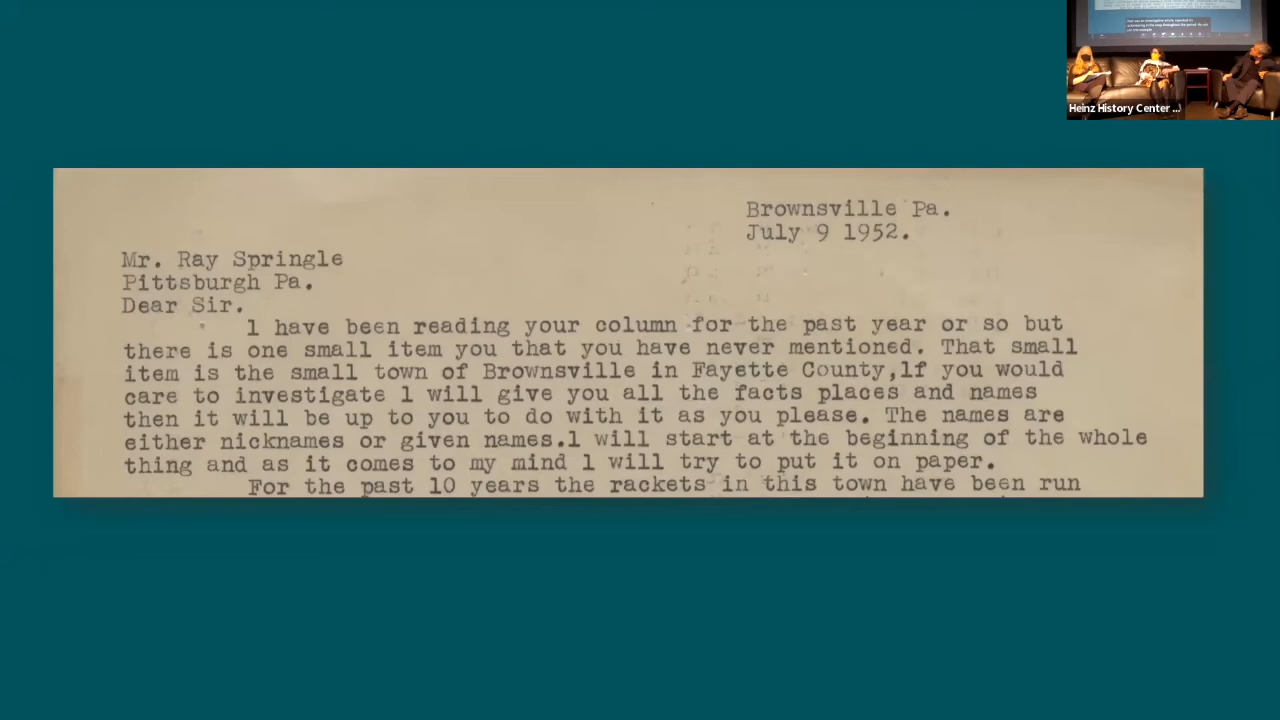 Heinz History Center ...
Brownsville Pa.
July 9 1952.
Mr. Ray Springle
Pittsburgh Pa.
Dear Sir.
l have been reading your column for the past year or so but
there is one small item you that you have never mentioned. That small
item is the small town of Brownsville in Fayette County,lf you would
care to investigate l will give you all the facts places and names
then it will be up to you to do with it as you please. The names are
either nicknames or given names.l will start at the beginning of the whole
thing and as it comes to my mind l will try to put it on paper.
For the past l0 years the rackets in this town have been run